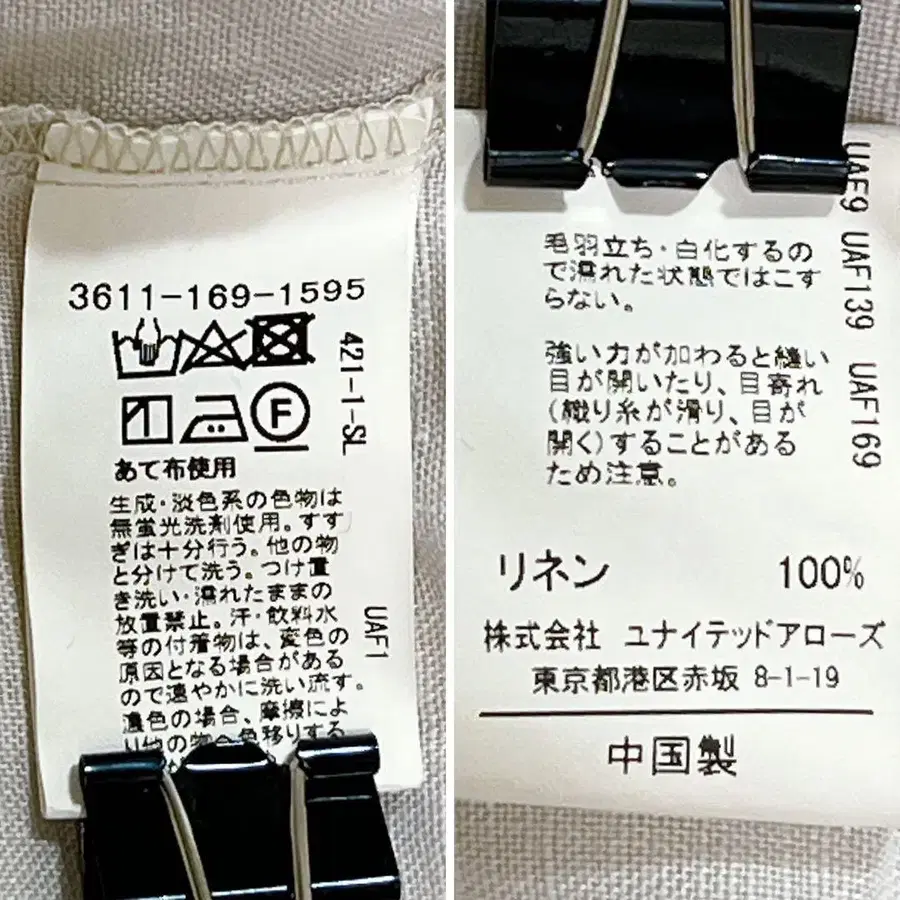 3611-169-1595
421-1-SL
F
あて布使用
生成・淡色系の色物は
無蛍光洗剤使用。すす
ぎは十分行う。他の物
と分けて洗う。つけ置
き洗い・濡れたままの
放置禁止。汗・飲料水
等の付着物は、変色の
原因となる場合がある
ので速やかに洗い流す。
濃色の場合、摩擦によ
り他の物
色移りする
UAF1
UAF9 UAF139 UAF169
毛羽立ち・白化するの
で濡れた状態ではこす
らない。
強い力が加わると縫い
目が開いたり、目寄れ
(織り糸が滑り、目が
開く)することがある
ため注意。
リネン 100%
株式会社 ユナイテッドアローズ
東京都港区赤坂 8-1-19
中国製